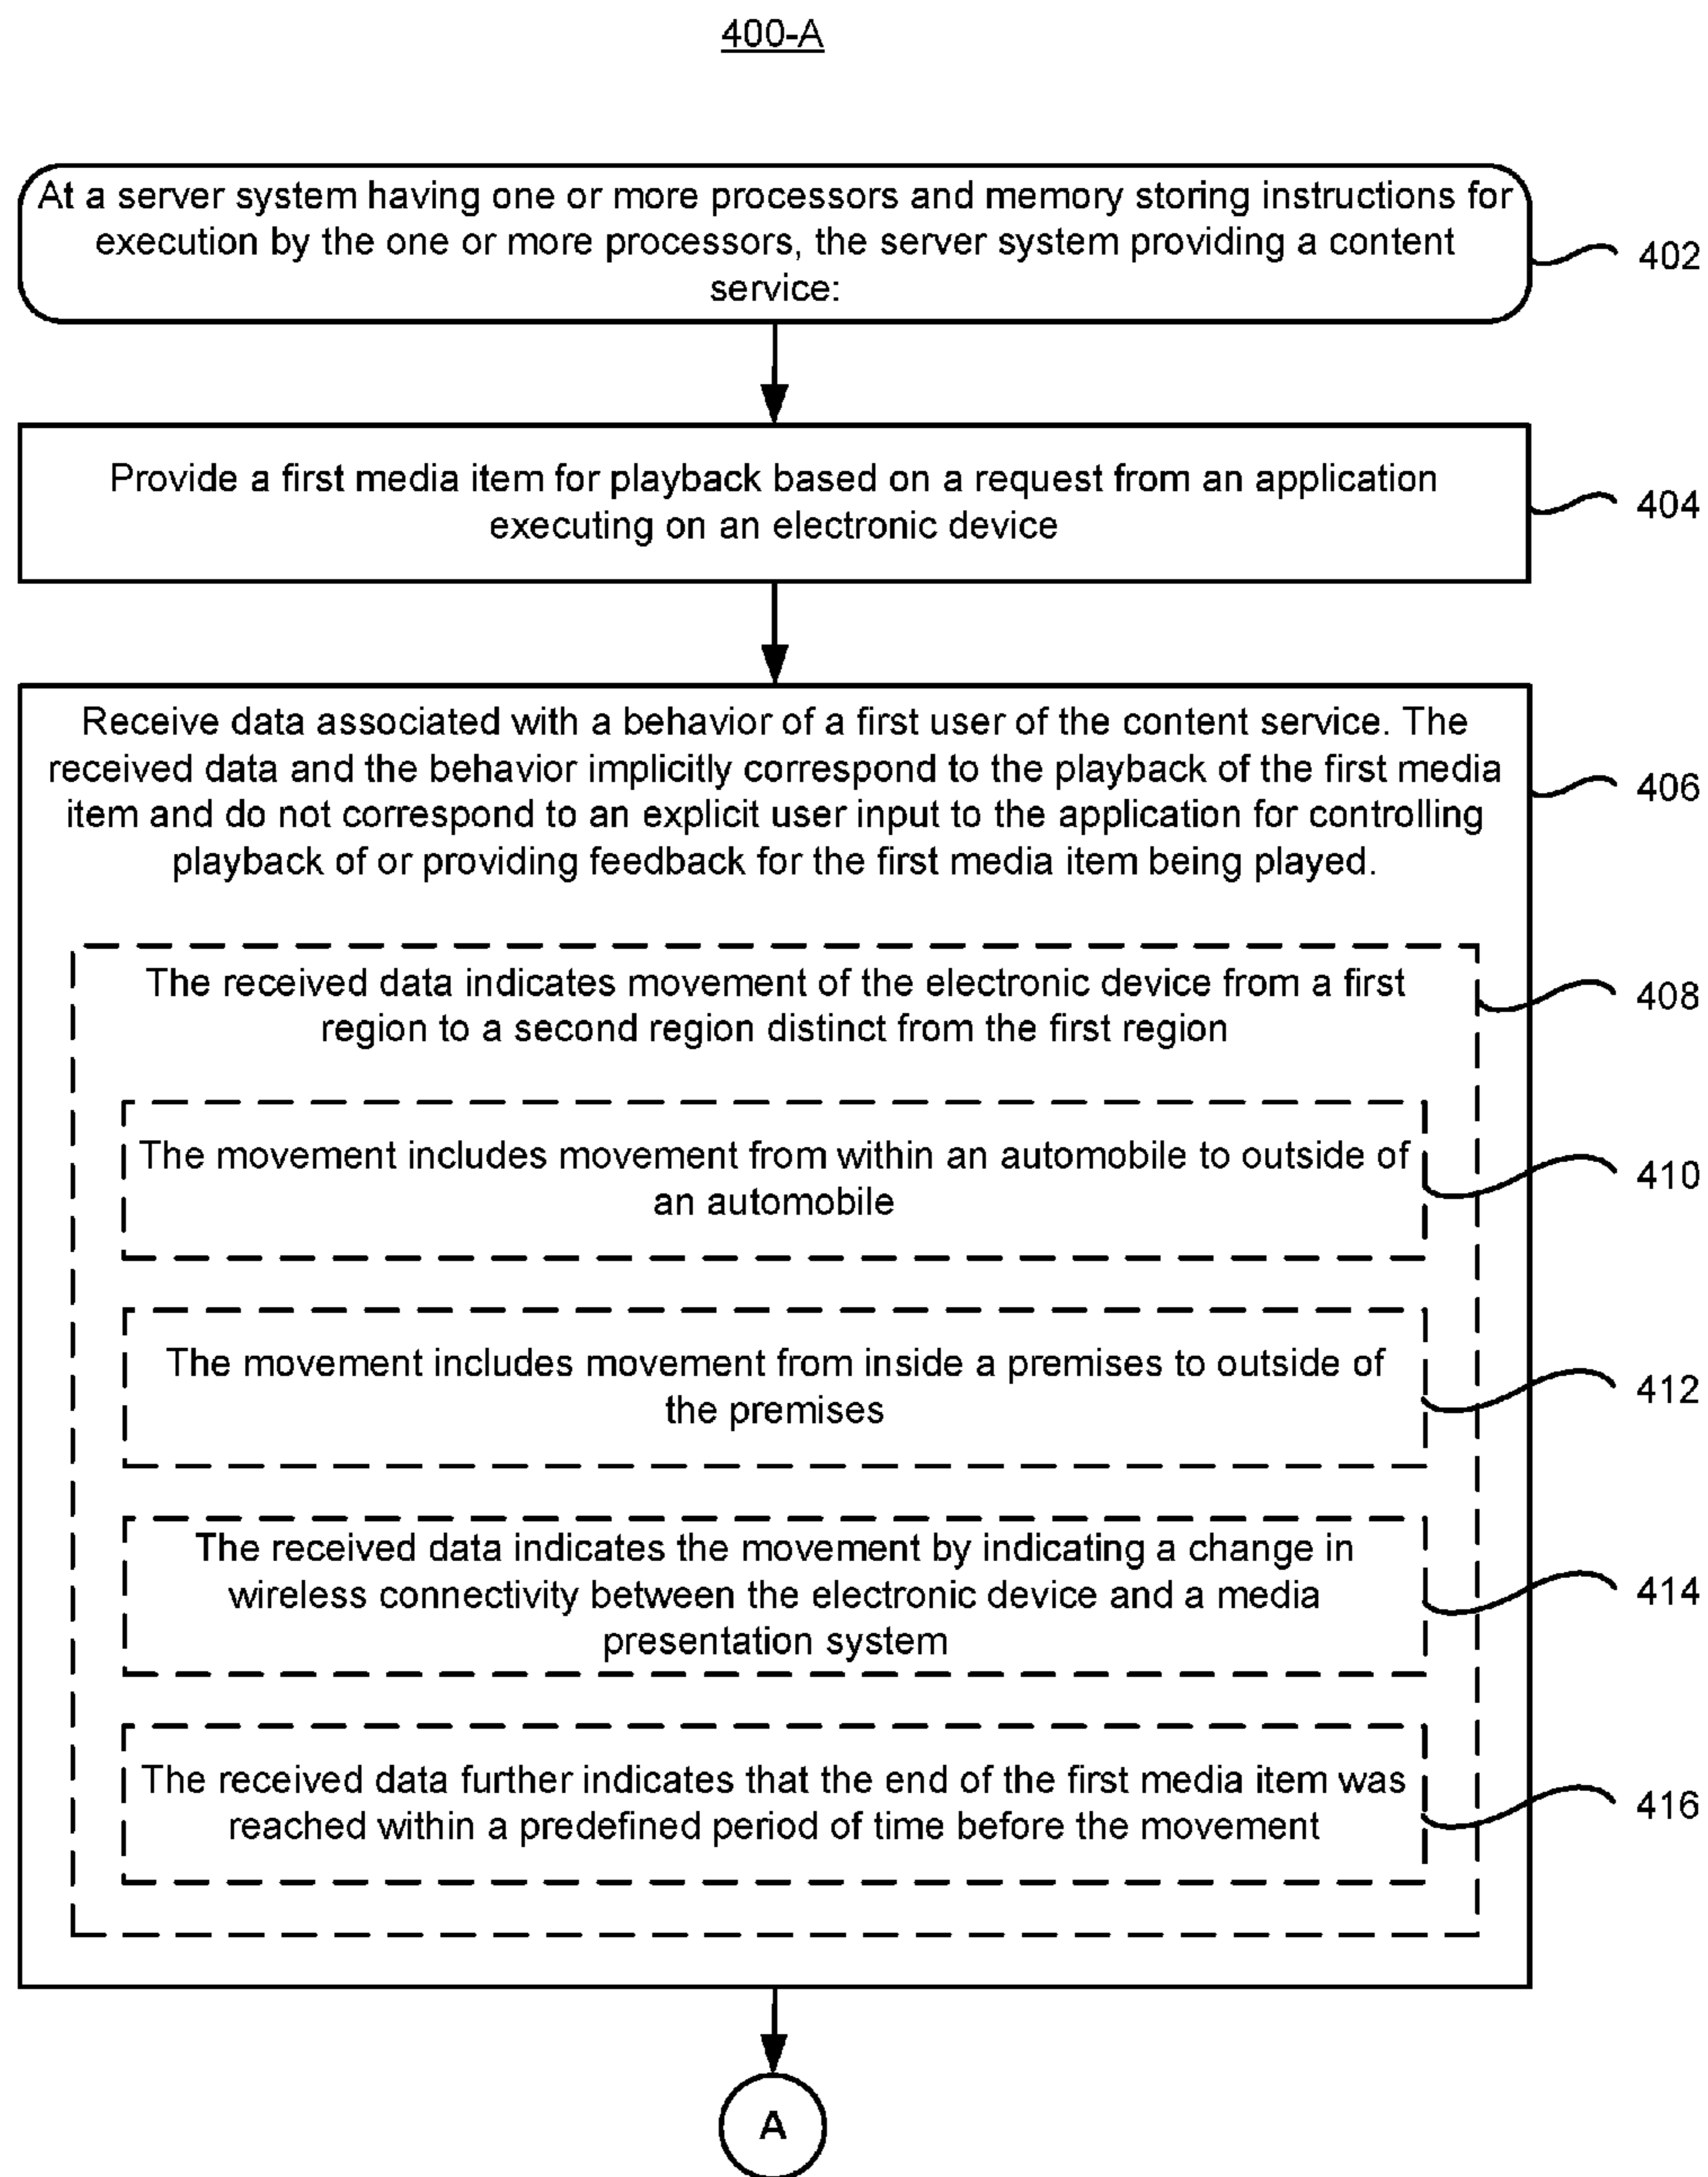 400-A
At a server system having one or more processors and memory storing instructions for
execution by the one or more processors, the server system providing a content
service:
402
Provide a first media item for playback based on a request from an application
executing on an electronic device
404
Receive data associated with a behavior of a first user of the content service. The
received data and the behavior implicitly correspond to the playback of the first media
item and do not correspond to an explicit user input to the application for controlling
playback of or providing feedback for the first media item being played.
406
The received data indicates movement of the electronic device from a first
region to a second region distinct from the first region
408
The movement includes movement from within an automobile to outside of
an automobile
410
The movement includes movement from inside a premises to outside of
the premises
412
The received data indicates the movement by indicating a change in
wireless connectivity between the electronic device and a media
presentation system
414
The received data further indicates that the end of the first media item was
reached within a predefined period of time before the movement
416
A